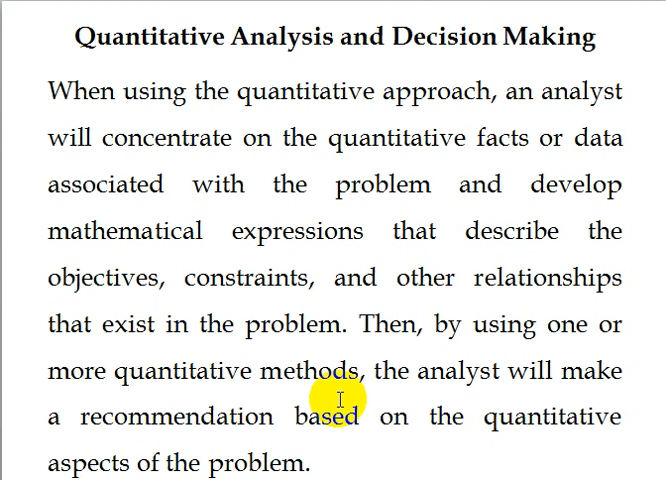 Quantitative Analysis and Decision Making
When using the quantitative approach, an analyst
will concentrate on the quantitative facts or data
associated with the problem and develop
mathematical expressions that describe the
objectives, constraints, and other relationships
that exist in the problem. Then, by using one or
more quantitative methods, the analyst will make
a recommendation based on the quantitative
aspects of the problem.